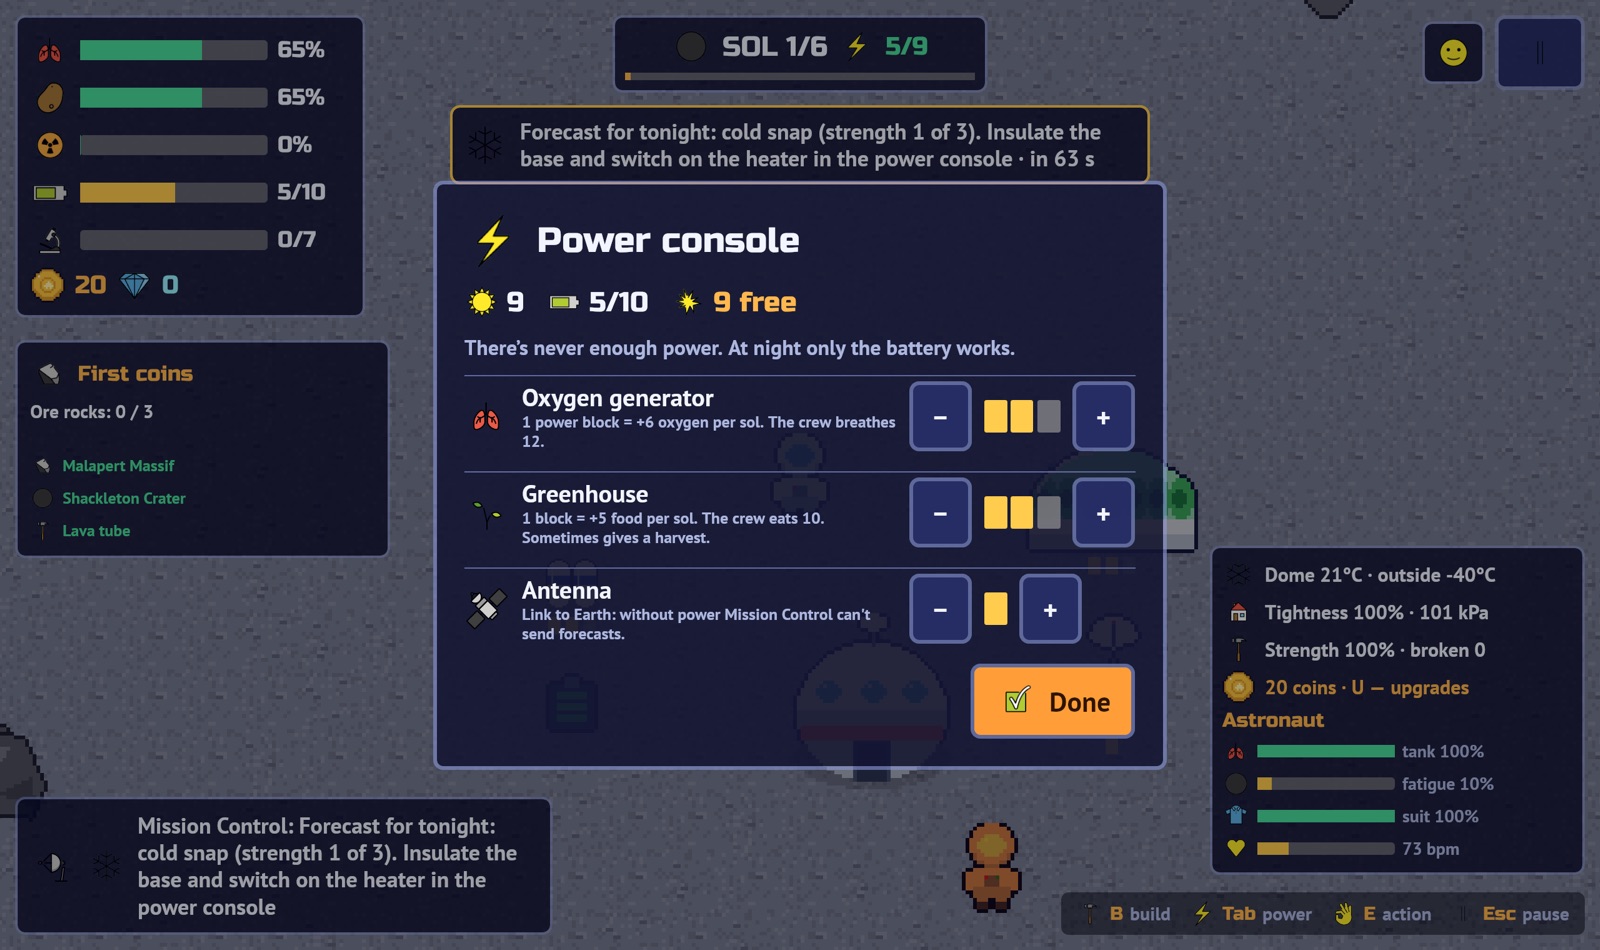 65%
65%
0%
5/10
0/7
20 0
SOL 1/6 5/9
Forecast for tonight: cold snap (strength 1 of 3). Insulate the
base and switch on the heater in the power console · in 63 s
Power console
9 5/10 9 free
There's never enough power. At night only the battery works.
Oxygen generator
1 power block = +6 oxygen per sol. The crew breathes
12.
−
+
Greenhouse
1 block = +5 food per sol. The crew eats 10.
Sometimes gives a harvest.
−
+
Antenna
Link to Earth: without power Mission Control can't
send forecasts.
−
+
Done
First coins
Ore rocks: 0 / 3
Malapert Massif
Shackleton Crater
Lava tube
Dome 21°C · outside -40°C
Tightness 100% · 101 kPa
Strength 100% · broken 0
20 coins · U — upgrades
Astronaut
tank 100%
fatigue 10%
suit 100%
73 bpm
Mission Control: Forecast for tonight:
cold snap (strength 1 of 3). Insulate the
base and switch on the heater in the
power console
B build Tab power E action Esc pause